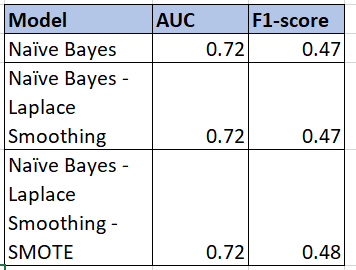 Model AUC F1-score
Naïve Bayes 0.72 0.47
Naïve Bayes -
Laplace
Smoothing 0.72 0.47
Naïve Bayes -
Laplace
Smoothing -
SMOTE 0.72 0.48